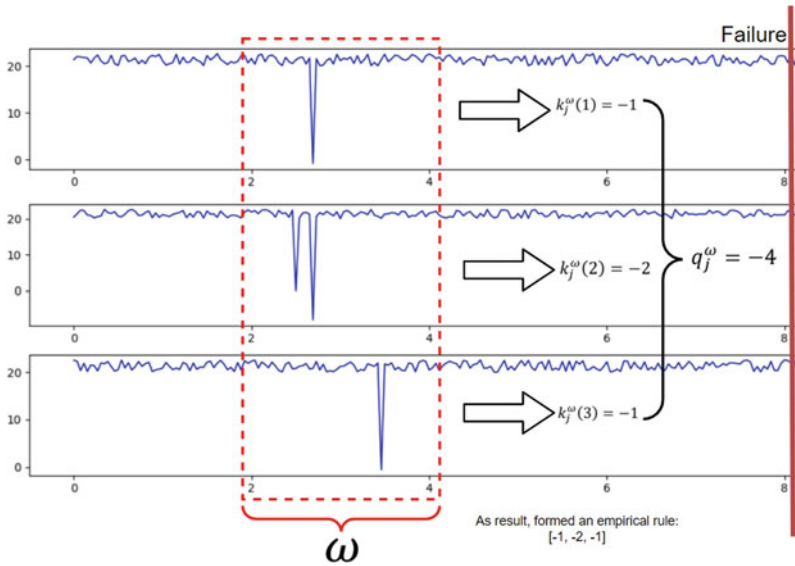 Failure
20
10
0
0 2 4 6 8
k_j^ω(1) = −1
20
10
0
0 2 4 6 8
k_j^ω(2) = −2
q_j^ω = −4
20
10
0
0 2 4 6 8
k_j^ω(3) = −1
ω
As result, formed an empirical rule:
[-1, -2, -1]